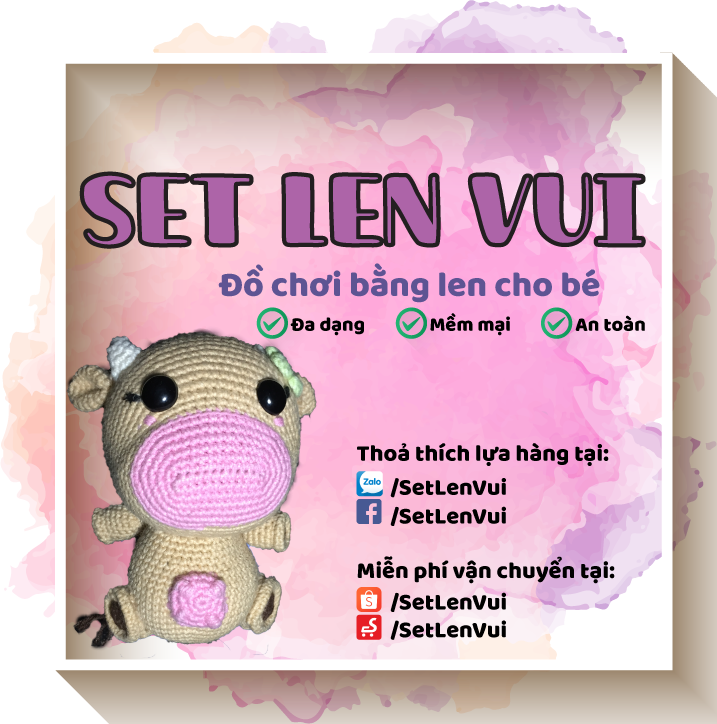 SET LEN VUI
Đồ chơi bằng len cho bé
Đa dạng Mềm mại An toàn
Thoả thích lựa hàng tại:
Zalo /SetLenVui
f /SetLenVui
Miễn phí vận chuyển tại:
S /SetLenVui
S /SetLenVui